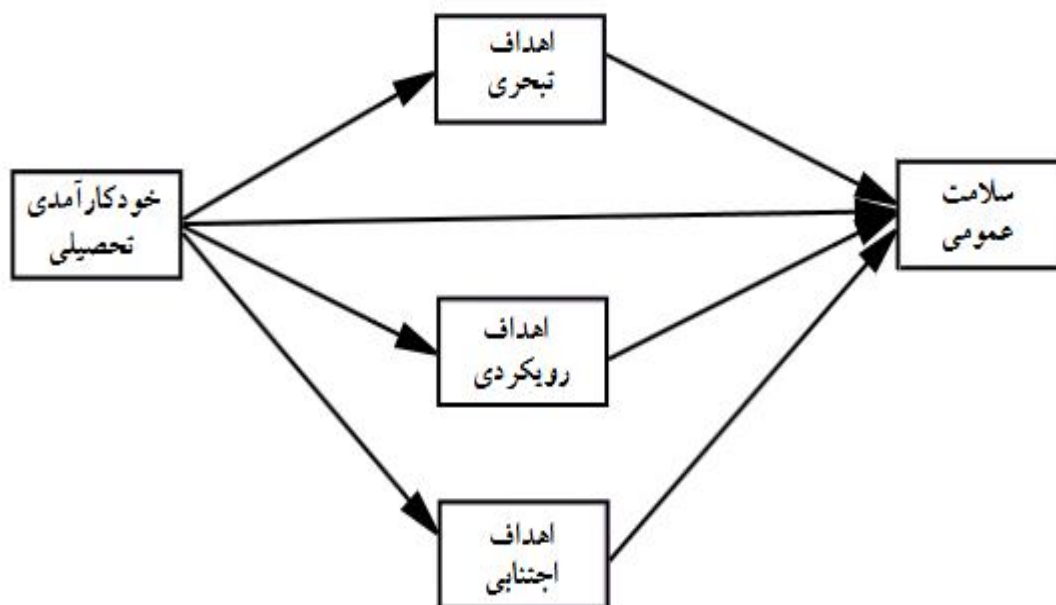 اهداف
تبحری
خودکارآمدی
تحصیلی
سلامت
عمومی
اهداف
رویکردی
اهداف
اجتنابی